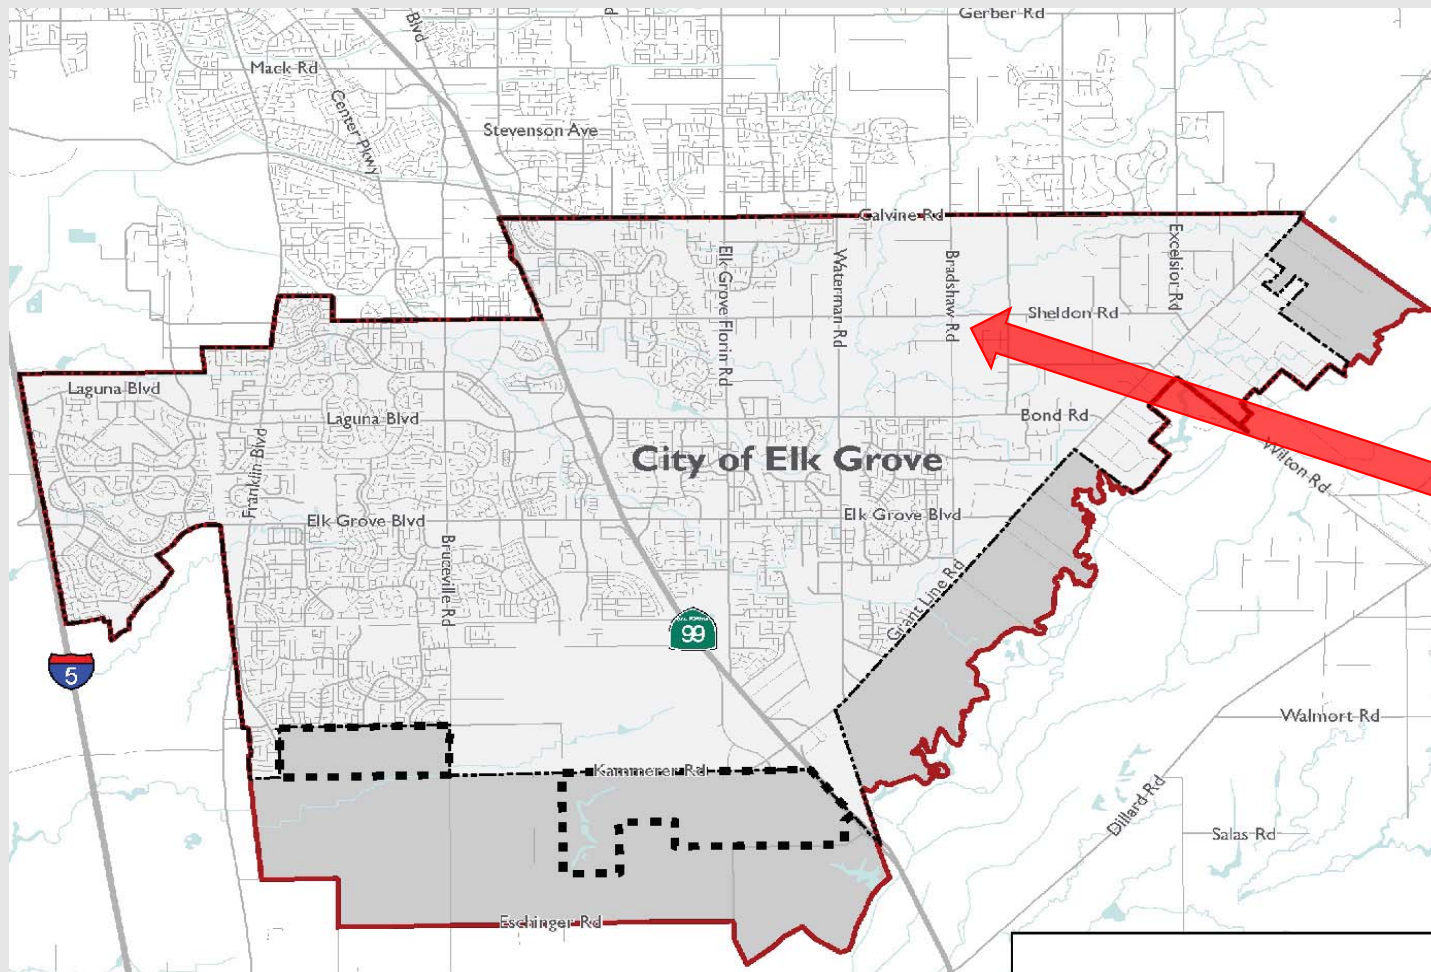 Gerber Rd
Blvd
Rd
Mack Rd
Center Pkwy
Stevenson Ave
Calvine Rd
Elk Grove Florin Rd
Waterman Rd
Bradshaw Rd
Excelsior Rd
Sheldon Rd
Laguna Blvd
Laguna Blvd
Bond Rd
Franklin Blvd
City of Elk Grove
Wilton Rd
Elk Grove Blvd
Elk Grove Blvd
Bruceville Rd
Grant Line Rd
99
5
Walmort Rd
Kammerer Rd
Dillard Rd
Salas Rd
Eschinger Rd